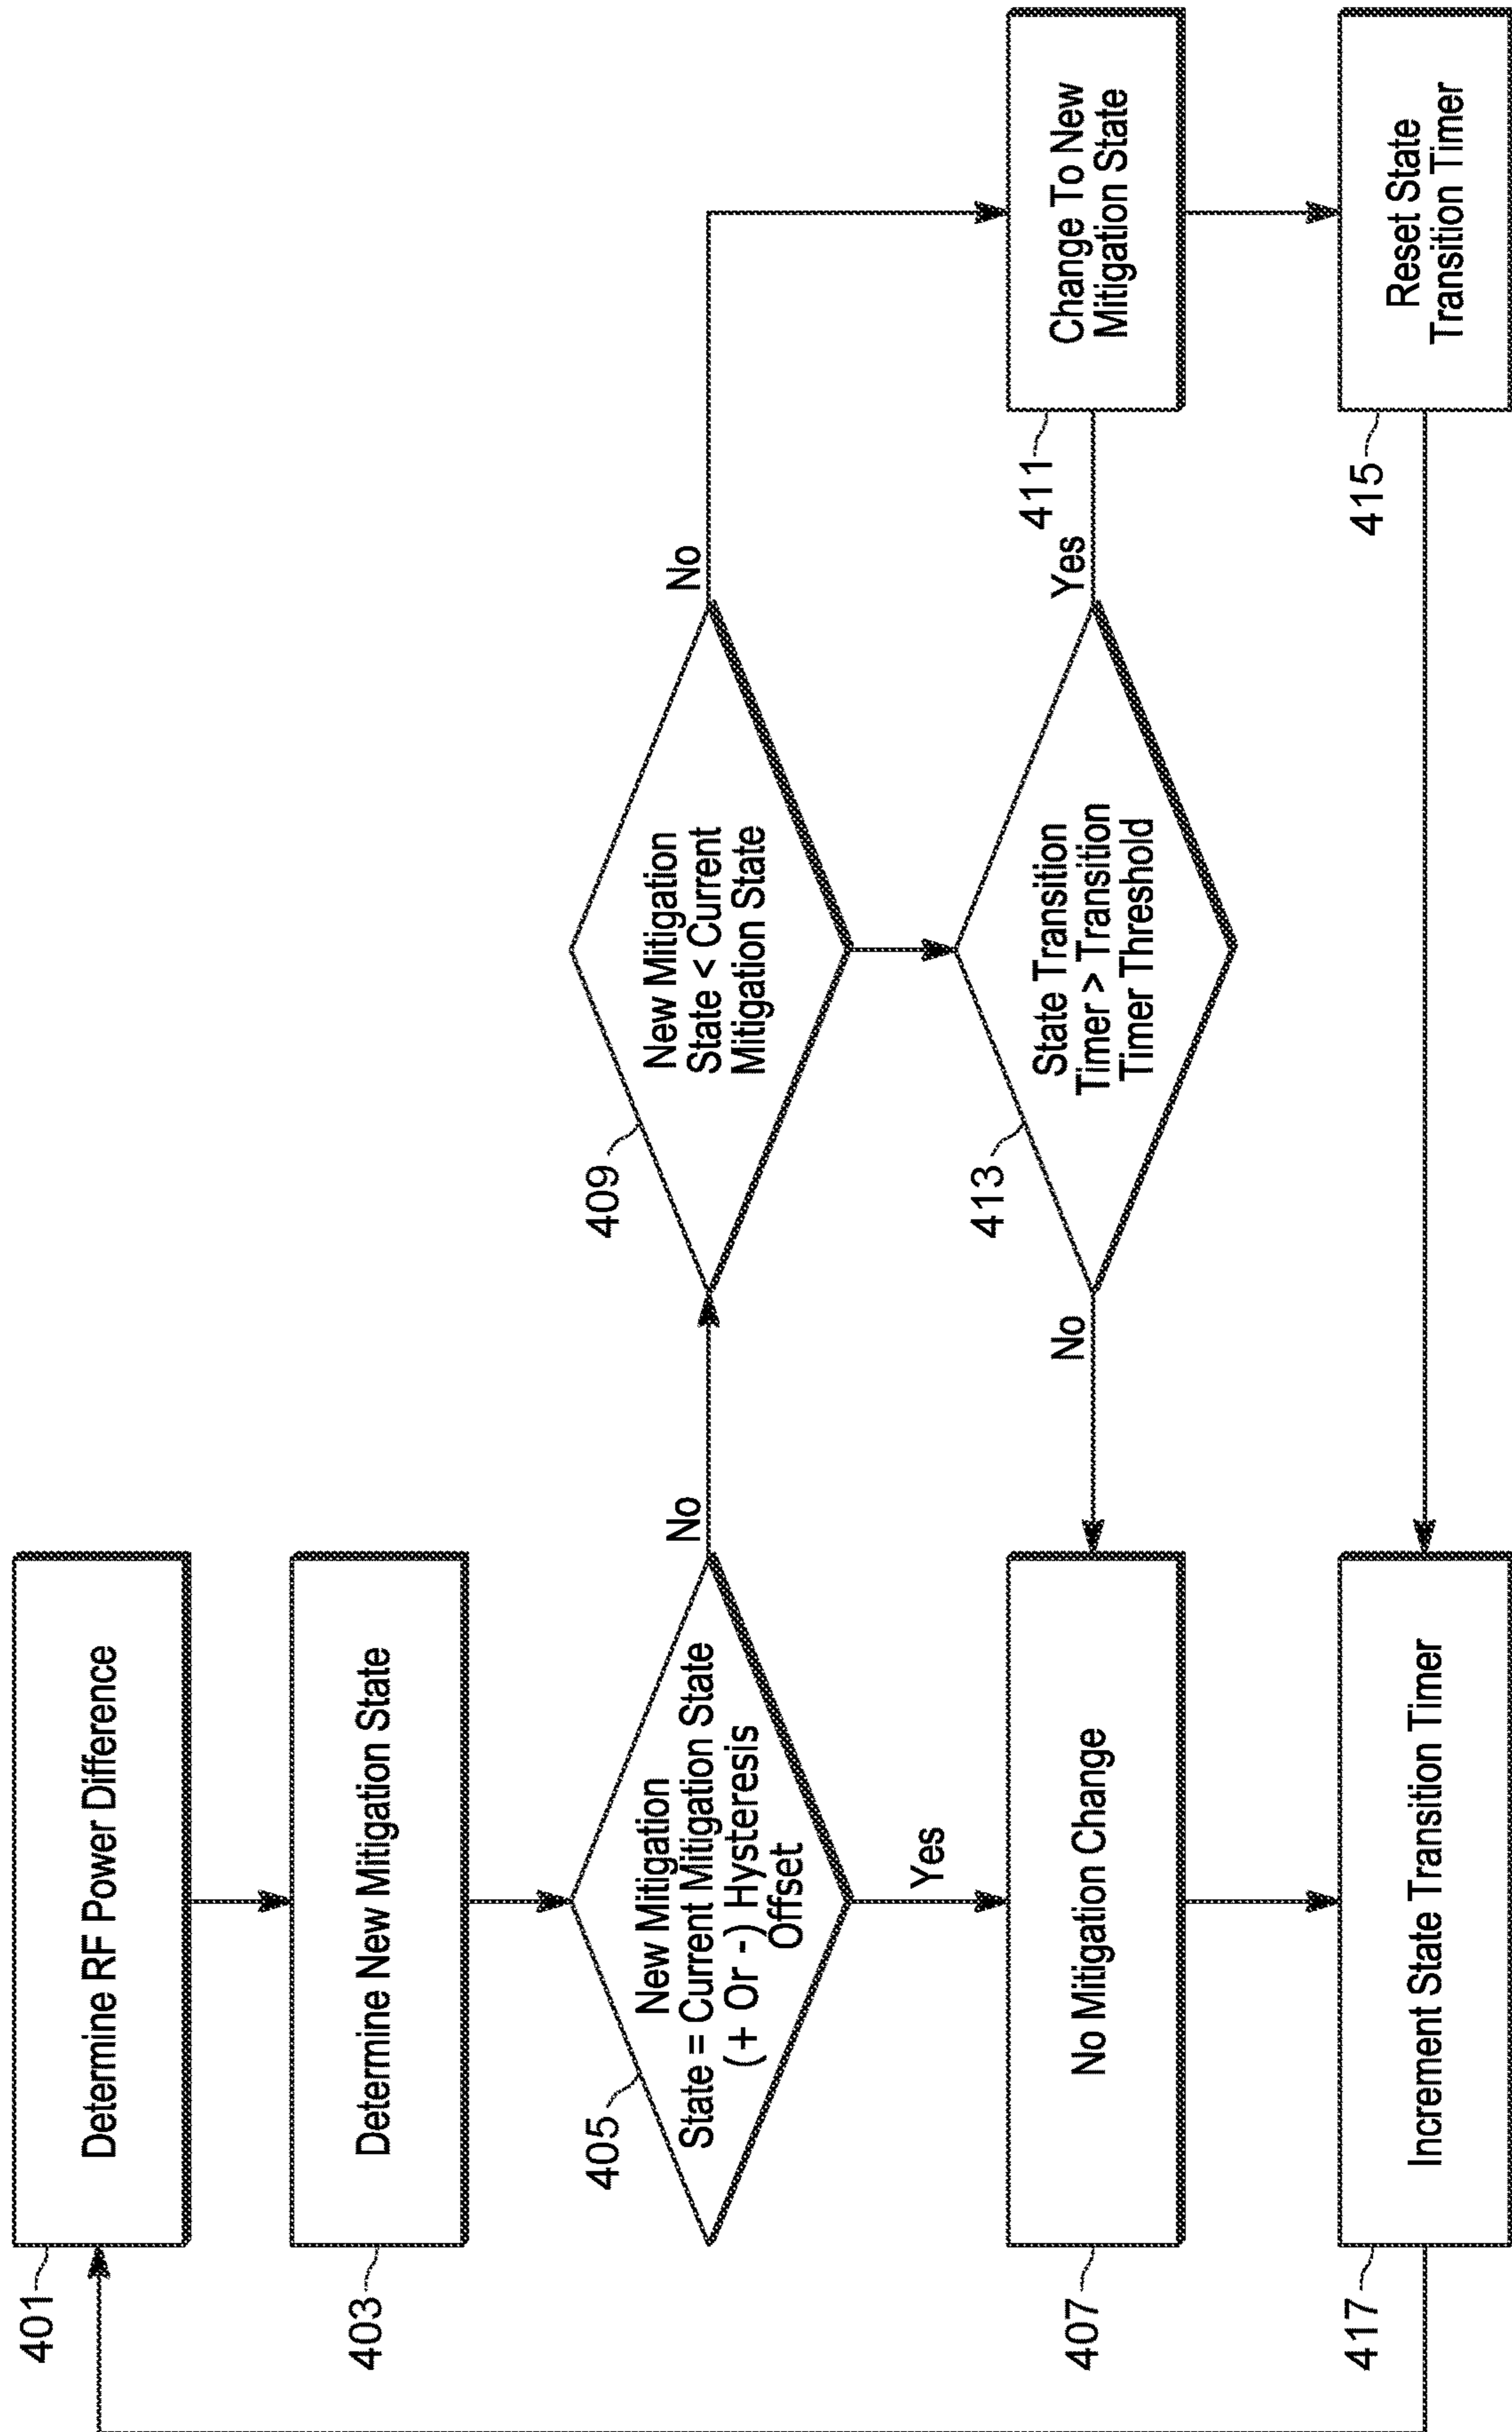 401
Determine RF Power Difference
403
Determine New Mitigation State
405
New Mitigation
State = Current Mitigation State
(+ Or -) Hysteresis
Offset
No
Yes
409
New Mitigation
State < Current
Mitigation State
No
407
No Mitigation Change
No
413
State Transition
Timer > Transition
Timer Threshold
Yes
411
Change To New
Mitigation State
417
Increment State Transition Timer
415
Reset State
Transition Timer